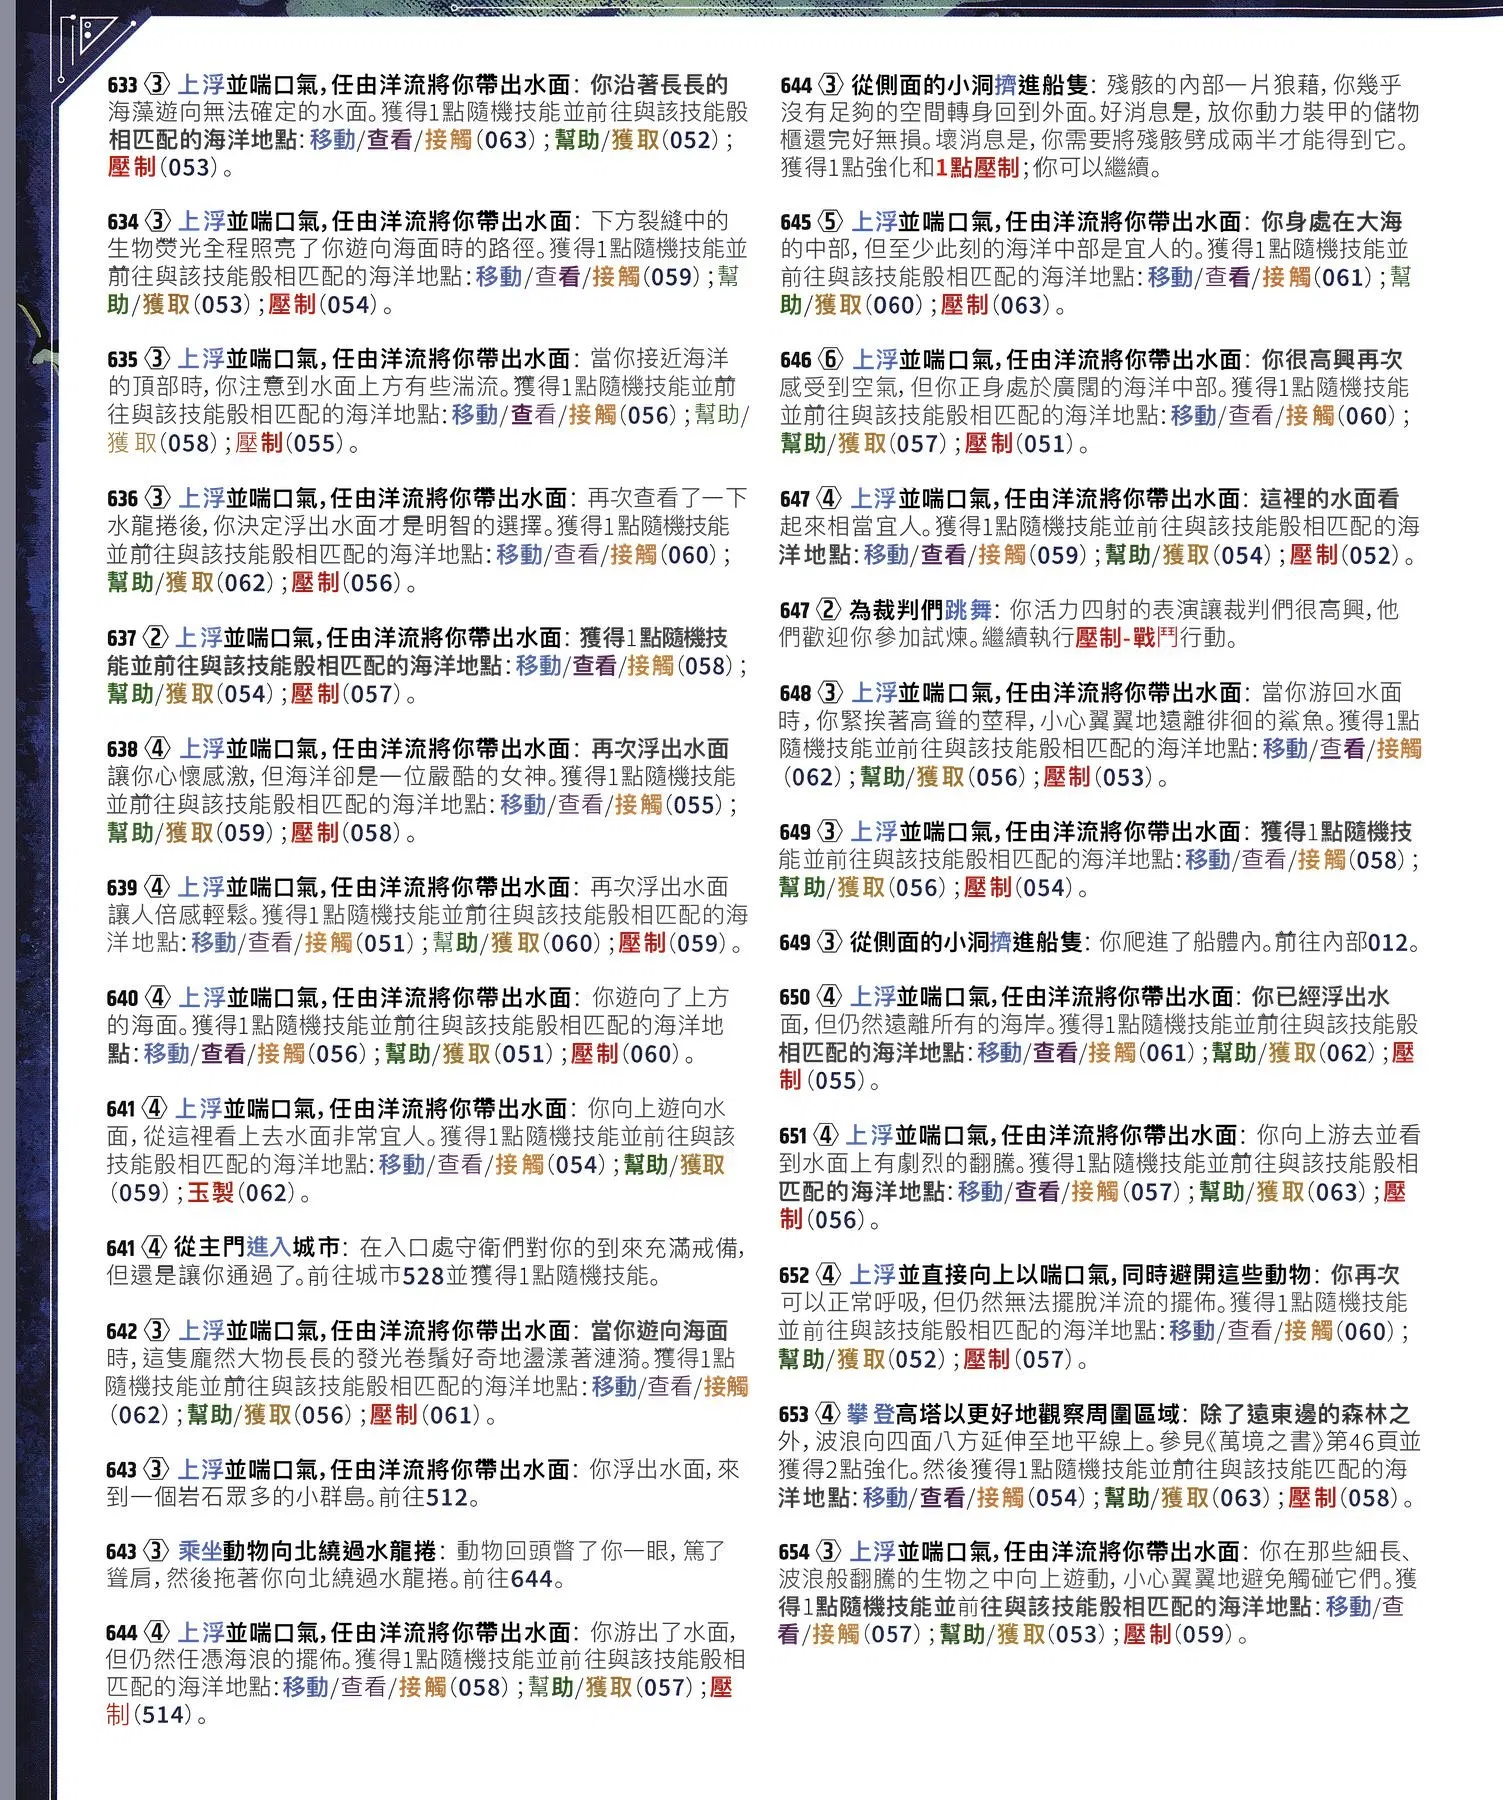 633 ③ 上浮並喘口氣,任由洋流將你帶出水面: 你沿著長長的
海藻遊向無法確定的水面。獲得1點隨機技能並前往與該技能骰
相匹配的海洋地點:移動/查看/接觸(063);幫助/獲取(052);
壓制(053)。
634 ③ 上浮並喘口氣,任由洋流將你帶出水面: 下方裂縫中的
生物熒光全程照亮了你遊向海面時的路徑。獲得1點隨機技能並
前往與該技能骰相匹配的海洋地點:移動/查看/接觸(059);幫
助/獲取(053);壓制(054)。
635 ③ 上浮並喘口氣,任由洋流將你帶出水面: 當你接近海洋
的頂部時,你注意到水面上方有些湍流。獲得1點隨機技能並前
往與該技能骰相匹配的海洋地點:移動/查看/接觸(056);幫助/
獲取(058);壓制(055)。
636 ③ 上浮並喘口氣,任由洋流將你帶出水面: 再次查看了一下
水龍捲後,你決定浮出水面才是明智的選擇。獲得1點隨機技能
並前往與該技能骰相匹配的海洋地點:移動/查看/接觸(060);
幫助/獲取(062);壓制(056)。
637 ② 上浮並喘口氣,任由洋流將你帶出水面: 獲得1點隨機技
能並前往與該技能骰相匹配的海洋地點:移動/查看/接觸(058);
幫助/獲取(054);壓制(057)。
638 ④ 上浮並喘口氣,任由洋流將你帶出水面: 再次浮出水面
讓你心懷感激,但海洋卻是一位嚴酷的女神。獲得1點隨機技能
並前往與該技能骰相匹配的海洋地點:移動/查看/接觸(055);
幫助/獲取(059);壓制(058)。
639 ④ 上浮並喘口氣,任由洋流將你帶出水面: 再次浮出水面
讓人倍感輕鬆。獲得1點隨機技能並前往與該技能骰相匹配的海
洋地點:移動/查看/接觸(051);幫助/獲取(060);壓制(059)。
640 ④ 上浮並喘口氣,任由洋流將你帶出水面: 你遊向了上方
的海面。獲得1點隨機技能並前往與該技能骰相匹配的海洋地
點:移動/查看/接觸(056);幫助/獲取(051);壓制(060)。
641 ④ 上浮並喘口氣,任由洋流將你帶出水面: 你向上遊向水
面,從這裡看上去水面非常宜人。獲得1點隨機技能並前往與該
技能骰相匹配的海洋地點:移動/查看/接觸(054);幫助/獲取
(059);玉製(062)。
641 ④ 從主門進入城市: 在入口處守衛們對你的到來充滿戒備,
但還是讓你通過了。前往城市528並獲得1點隨機技能。
642 ③ 上浮並喘口氣,任由洋流將你帶出水面: 當你遊向海面
時,這隻龐然大物長長的發光卷鬚好奇地盪漾著漣漪。獲得1點
隨機技能並前往與該技能骰相匹配的海洋地點:移動/查看/接觸
(062);幫助/獲取(056);壓制(061)。
643 ③ 上浮並喘口氣,任由洋流將你帶出水面: 你浮出水面,來
到一個岩石眾多的小群島。前往512。
643 ③ 乘坐動物向北繞過水龍捲: 動物回頭瞥了你一眼,篤了
聳肩,然後拖著你向北繞過水龍捲。前往644。
644 ④ 上浮並喘口氣,任由洋流將你帶出水面: 你游出了水面,
但仍然任憑海浪的擺佈。獲得1點隨機技能並前往與該技能骰相
匹配的海洋地點:移動/查看/接觸(058);幫助/獲取(057);壓
制(514)。
644 ③ 從側面的小洞擠進船隻: 殘骸的內部一片狼藉,你幾乎
沒有足夠的空間轉身回到外面。好消息是,放你動力裝甲的儲物
櫃還完好無損。壞消息是,你需要將殘骸劈成兩半才能得到它。
獲得1點強化和1點壓制;你可以繼續。
645 ⑤ 上浮並喘口氣,任由洋流將你帶出水面: 你身處在大海
的中部,但至少此刻的海洋中部是宜人的。獲得1點隨機技能並
前往與該技能骰相匹配的海洋地點:移動/查看/接觸(061);幫
助/獲取(060);壓制(063)。
646 ⑥ 上浮並喘口氣,任由洋流將你帶出水面: 你很高興再次
感受到空氣,但你正身處於廣闊的海洋中部。獲得1點隨機技能
並前往與該技能骰相匹配的海洋地點:移動/查看/接觸(060);
幫助/獲取(057);壓制(051)。
647 ④ 上浮並喘口氣,任由洋流將你帶出水面: 這裡的水面看
起來相當宜人。獲得1點隨機技能並前往與該技能骰相匹配的海
洋地點:移動/查看/接觸(059);幫助/獲取(054);壓制(052)。
647 ② 為裁判們跳舞: 你活力四射的表演讓裁判們很高興,他
們歡迎你參加試煉。繼續執行壓制-戰鬥行動。
648 ③ 上浮並喘口氣,任由洋流將你帶出水面: 當你游回水面
時,你緊挨著高聳的莖稈,小心翼翼地遠離徘徊的鯊魚。獲得1點
隨機技能並前往與該技能骰相匹配的海洋地點:移動/查看/接觸
(062);幫助/獲取(056);壓制(053)。
649 ③ 上浮並喘口氣,任由洋流將你帶出水面: 獲得1點隨機技
能並前往與該技能骰相匹配的海洋地點:移動/查看/接觸(058);
幫助/獲取(056);壓制(054)。
649 ③ 從側面的小洞擠進船隻: 你爬進了船體內。前往內部012。
650 ④ 上浮並喘口氣,任由洋流將你帶出水面: 你已經浮出水
面,但仍然遠離所有的海岸。獲得1點隨機技能並前往與該技能骰
相匹配的海洋地點:移動/查看/接觸(061);幫助/獲取(062);壓
制(055)。
651 ④ 上浮並喘口氣,任由洋流將你帶出水面: 你向上游去並看
到水面上有劇烈的翻騰。獲得1點隨機技能並前往與該技能骰相
匹配的海洋地點:移動/查看/接觸(057);幫助/獲取(063);壓
制(056)。
652 ④ 上浮並直接向上以喘口氣,同時避開這些動物: 你再次
可以正常呼吸,但仍然無法擺脫洋流的擺佈。獲得1點隨機技能
並前往與該技能骰相匹配的海洋地點:移動/查看/接觸(060);
幫助/獲取(052);壓制(057)。
653 ④ 攀登高塔以更好地觀察周圍區域: 除了遠東邊的森林之
外,波浪向四面八方延伸至地平線上。參見《萬境之書》第46頁並
獲得2點強化。然後獲得1點隨機技能並前往與該技能匹配的海
洋地點:移動/查看/接觸(054);幫助/獲取(063);壓制(058)。
654 ③ 上浮並喘口氣,任由洋流將你帶出水面: 你在那些細長、
波浪般翻騰的生物之中向上遊動,小心翼翼地避免觸碰它們。獲
得1點隨機技能並前往與該技能骰相匹配的海洋地點:移動/查
看/接觸(057);幫助/獲取(053);壓制(059)。